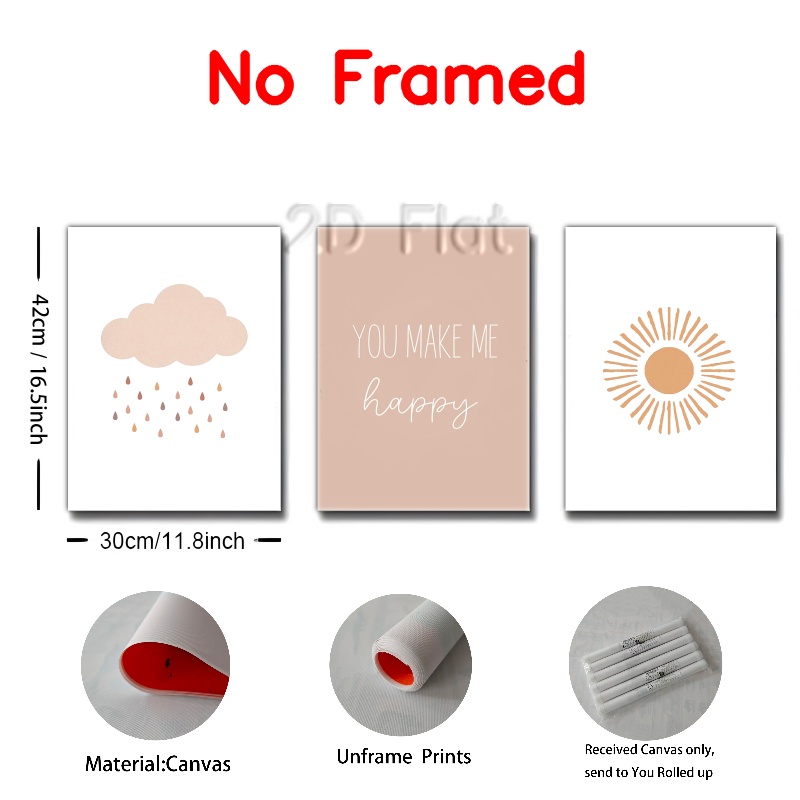 No Framed
2D Flat
42cm / 16.5inch
YOU MAKE ME
happy
30cm/11.8inch
Material:Canvas
Unframe Prints
Received Canvas only,
send to You Rolled up